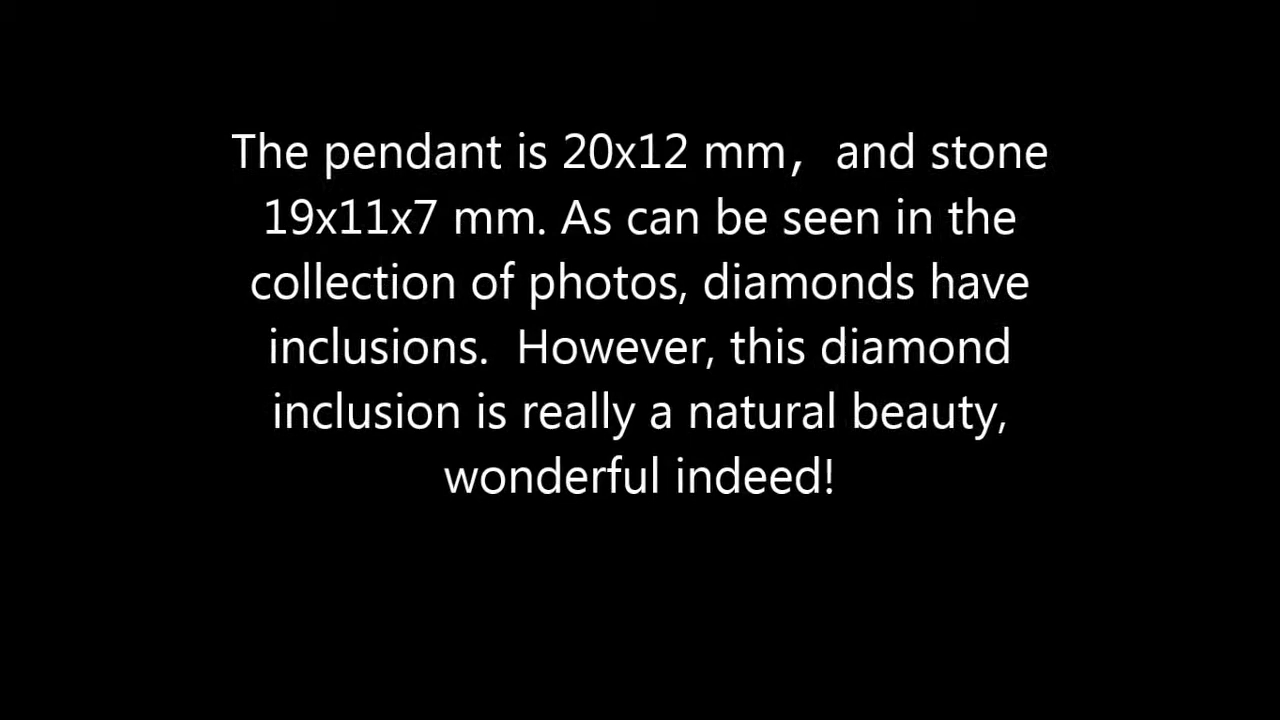 The pendant is 20x12 mm，and stone
19x11x7 mm. As can be seen in the
collection of photos, diamonds have
inclusions.  However, this diamond
inclusion is really a natural beauty,
wonderful indeed!